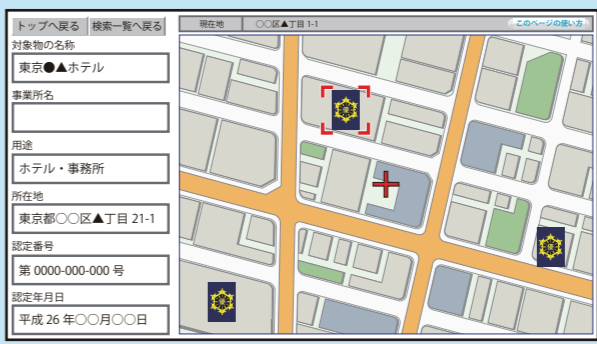 トップへ戻る 検索一覧へ戻る
現在地 ○○区▲丁目 1-1
このページの使い方
対象物の名称
東京●▲ホテル
事業所名
用途
ホテル・事務所
所在地
東京都○○区▲丁目 21-1
認定番号
第 0000-000-000 号
認定年月日
平成 26 年○○月○○日
優
優
優